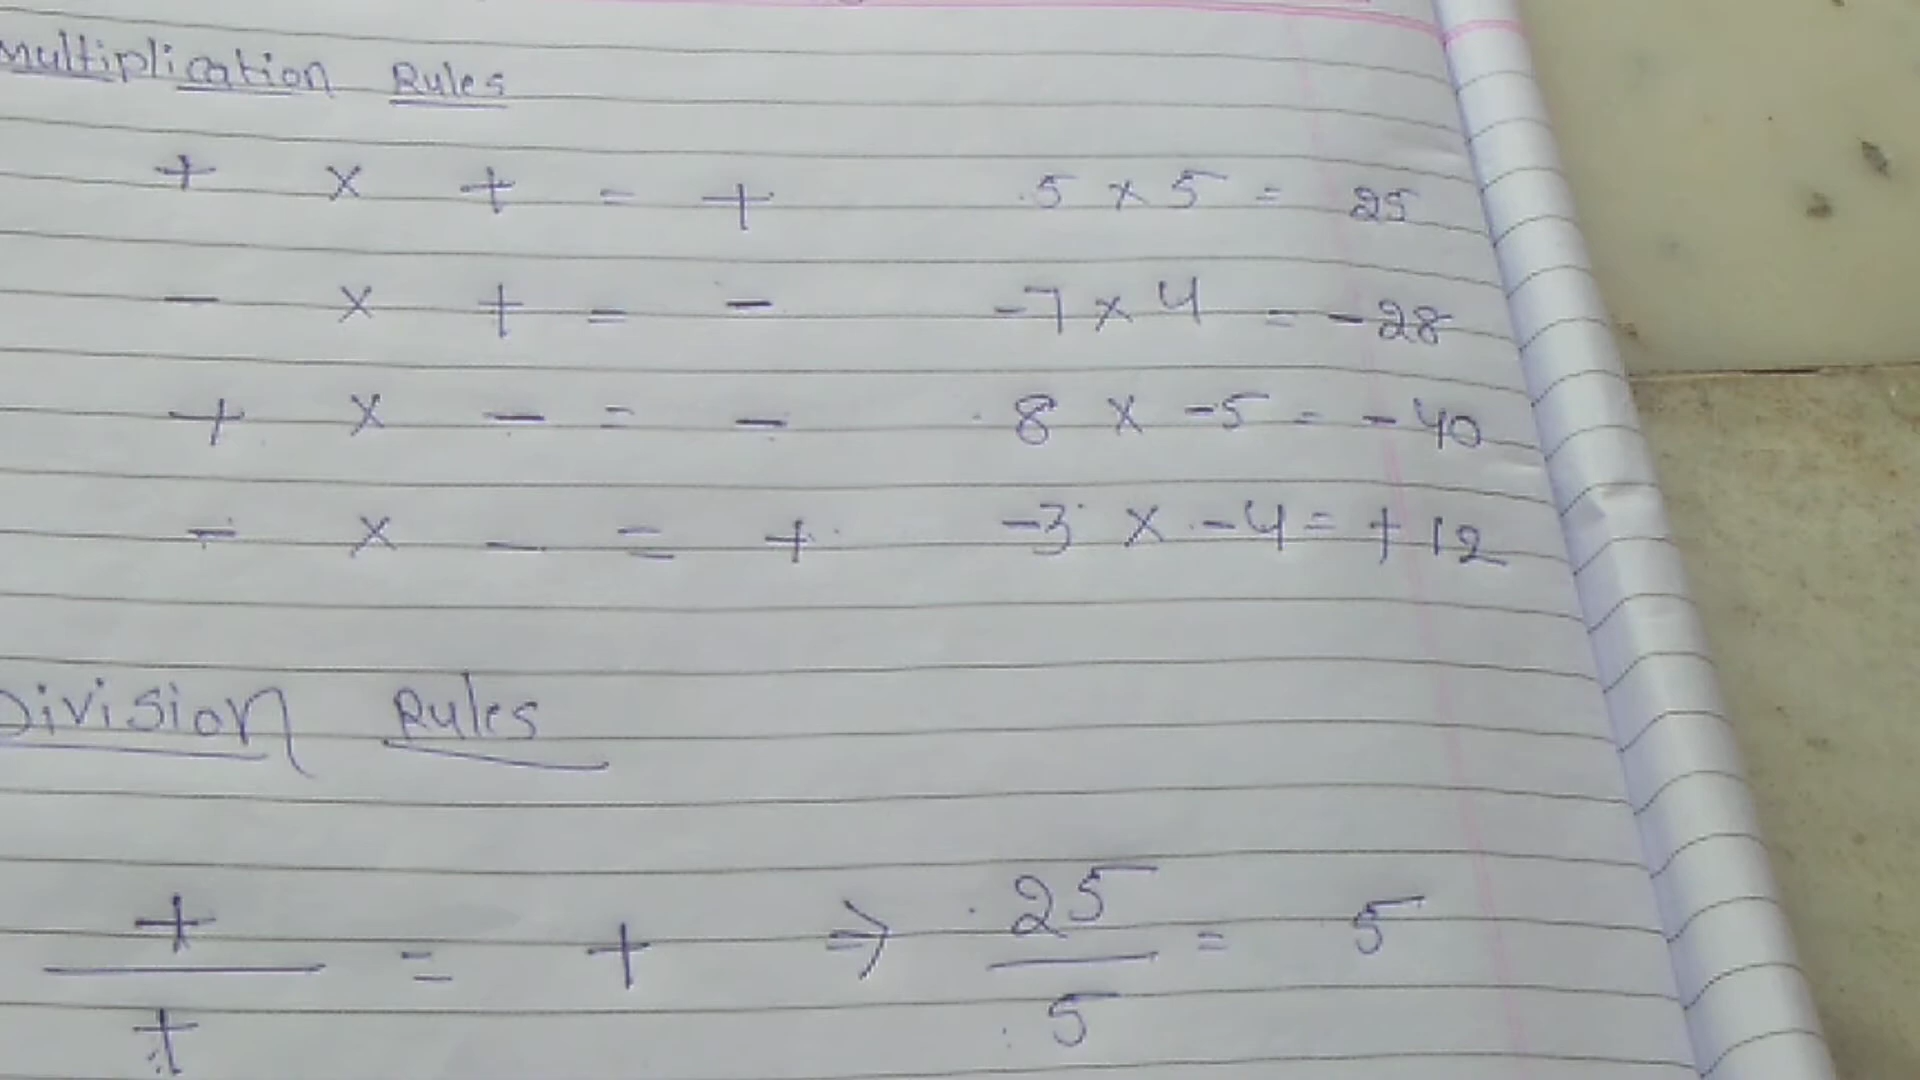 Multiplication Rules
+ × + = + 5 × 5 = 25
− × + = − -7 × 4 = -28
+ × − = − 8 × -5 = -40
− × − = + -3 × -4 = +12
Division Rules
+ 25
— = + ⇒ — = 5
+ 5